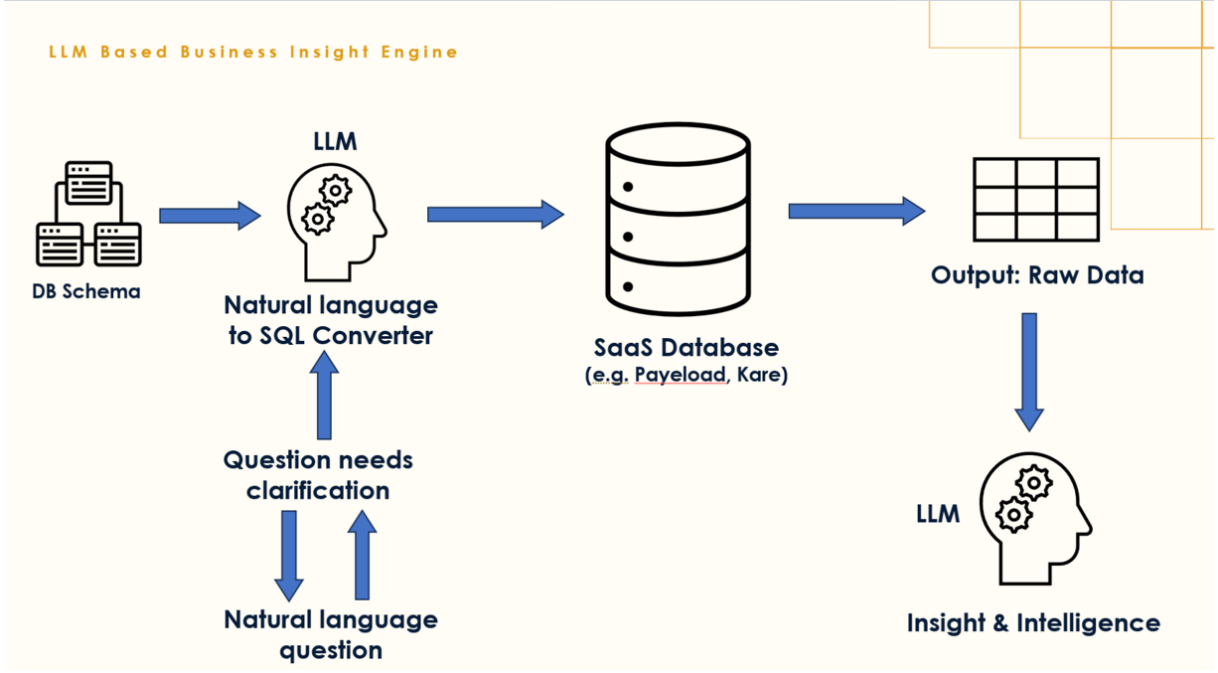 LLM Based Business Insight Engine
LLM
DB Schema
Natural language
to SQL Converter
SaaS Database
(e.g. Payeload, Kare)
Output: Raw Data
Question needs
clarification
Natural language
question
LLM
Insight & Intelligence